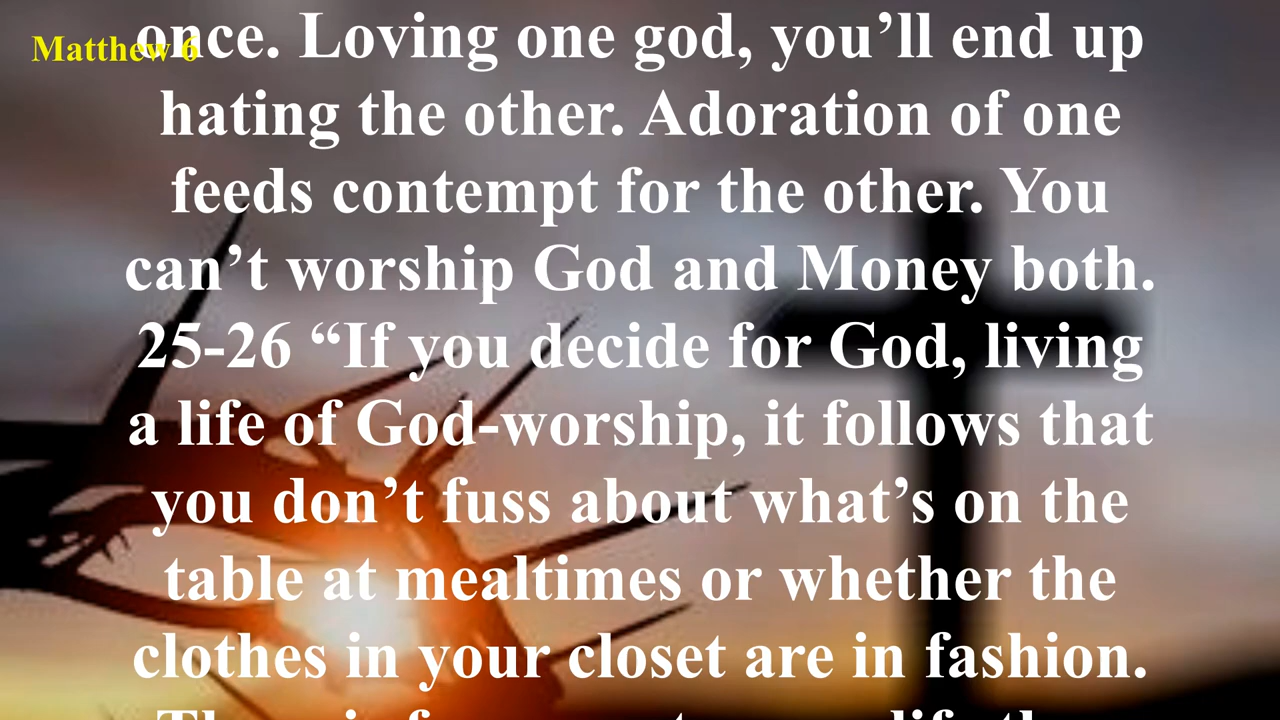 Matthew 6
once. Loving one god, you’ll end up
hating the other. Adoration of one
feeds contempt for the other. You
can’t worship God and Money both.
25-26 “If you decide for God, living
a life of God-worship, it follows that
you don’t fuss about what’s on the
table at mealtimes or whether the
clothes in your closet are in fashion.